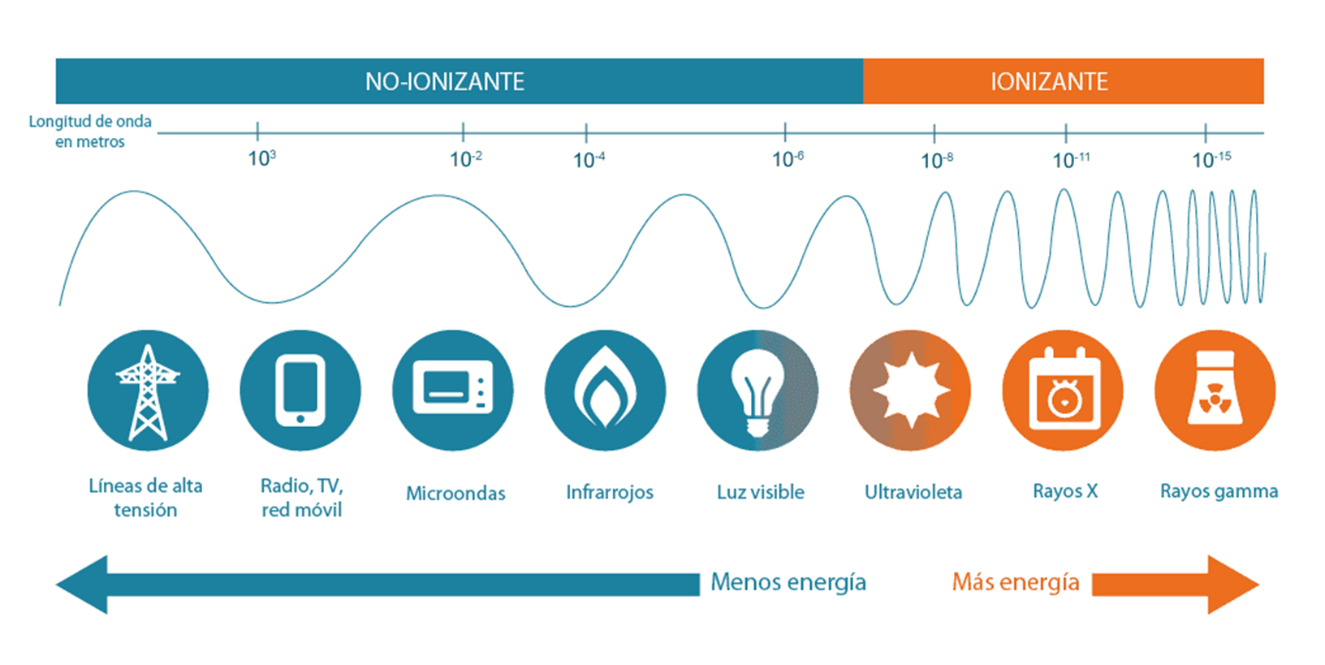 NO-IONIZANTE
IONIZANTE
Longitud de onda
en metros
10³
10⁻²
10⁻⁴
10⁻⁶
10⁻⁸
10⁻¹¹
10⁻¹⁵
Líneas de alta
tensión
Radio, TV,
red móvil
Microondas
Infrarrojos
Luz visible
Ultravioleta
Rayos X
Rayos gamma
Menos energía
Más energía